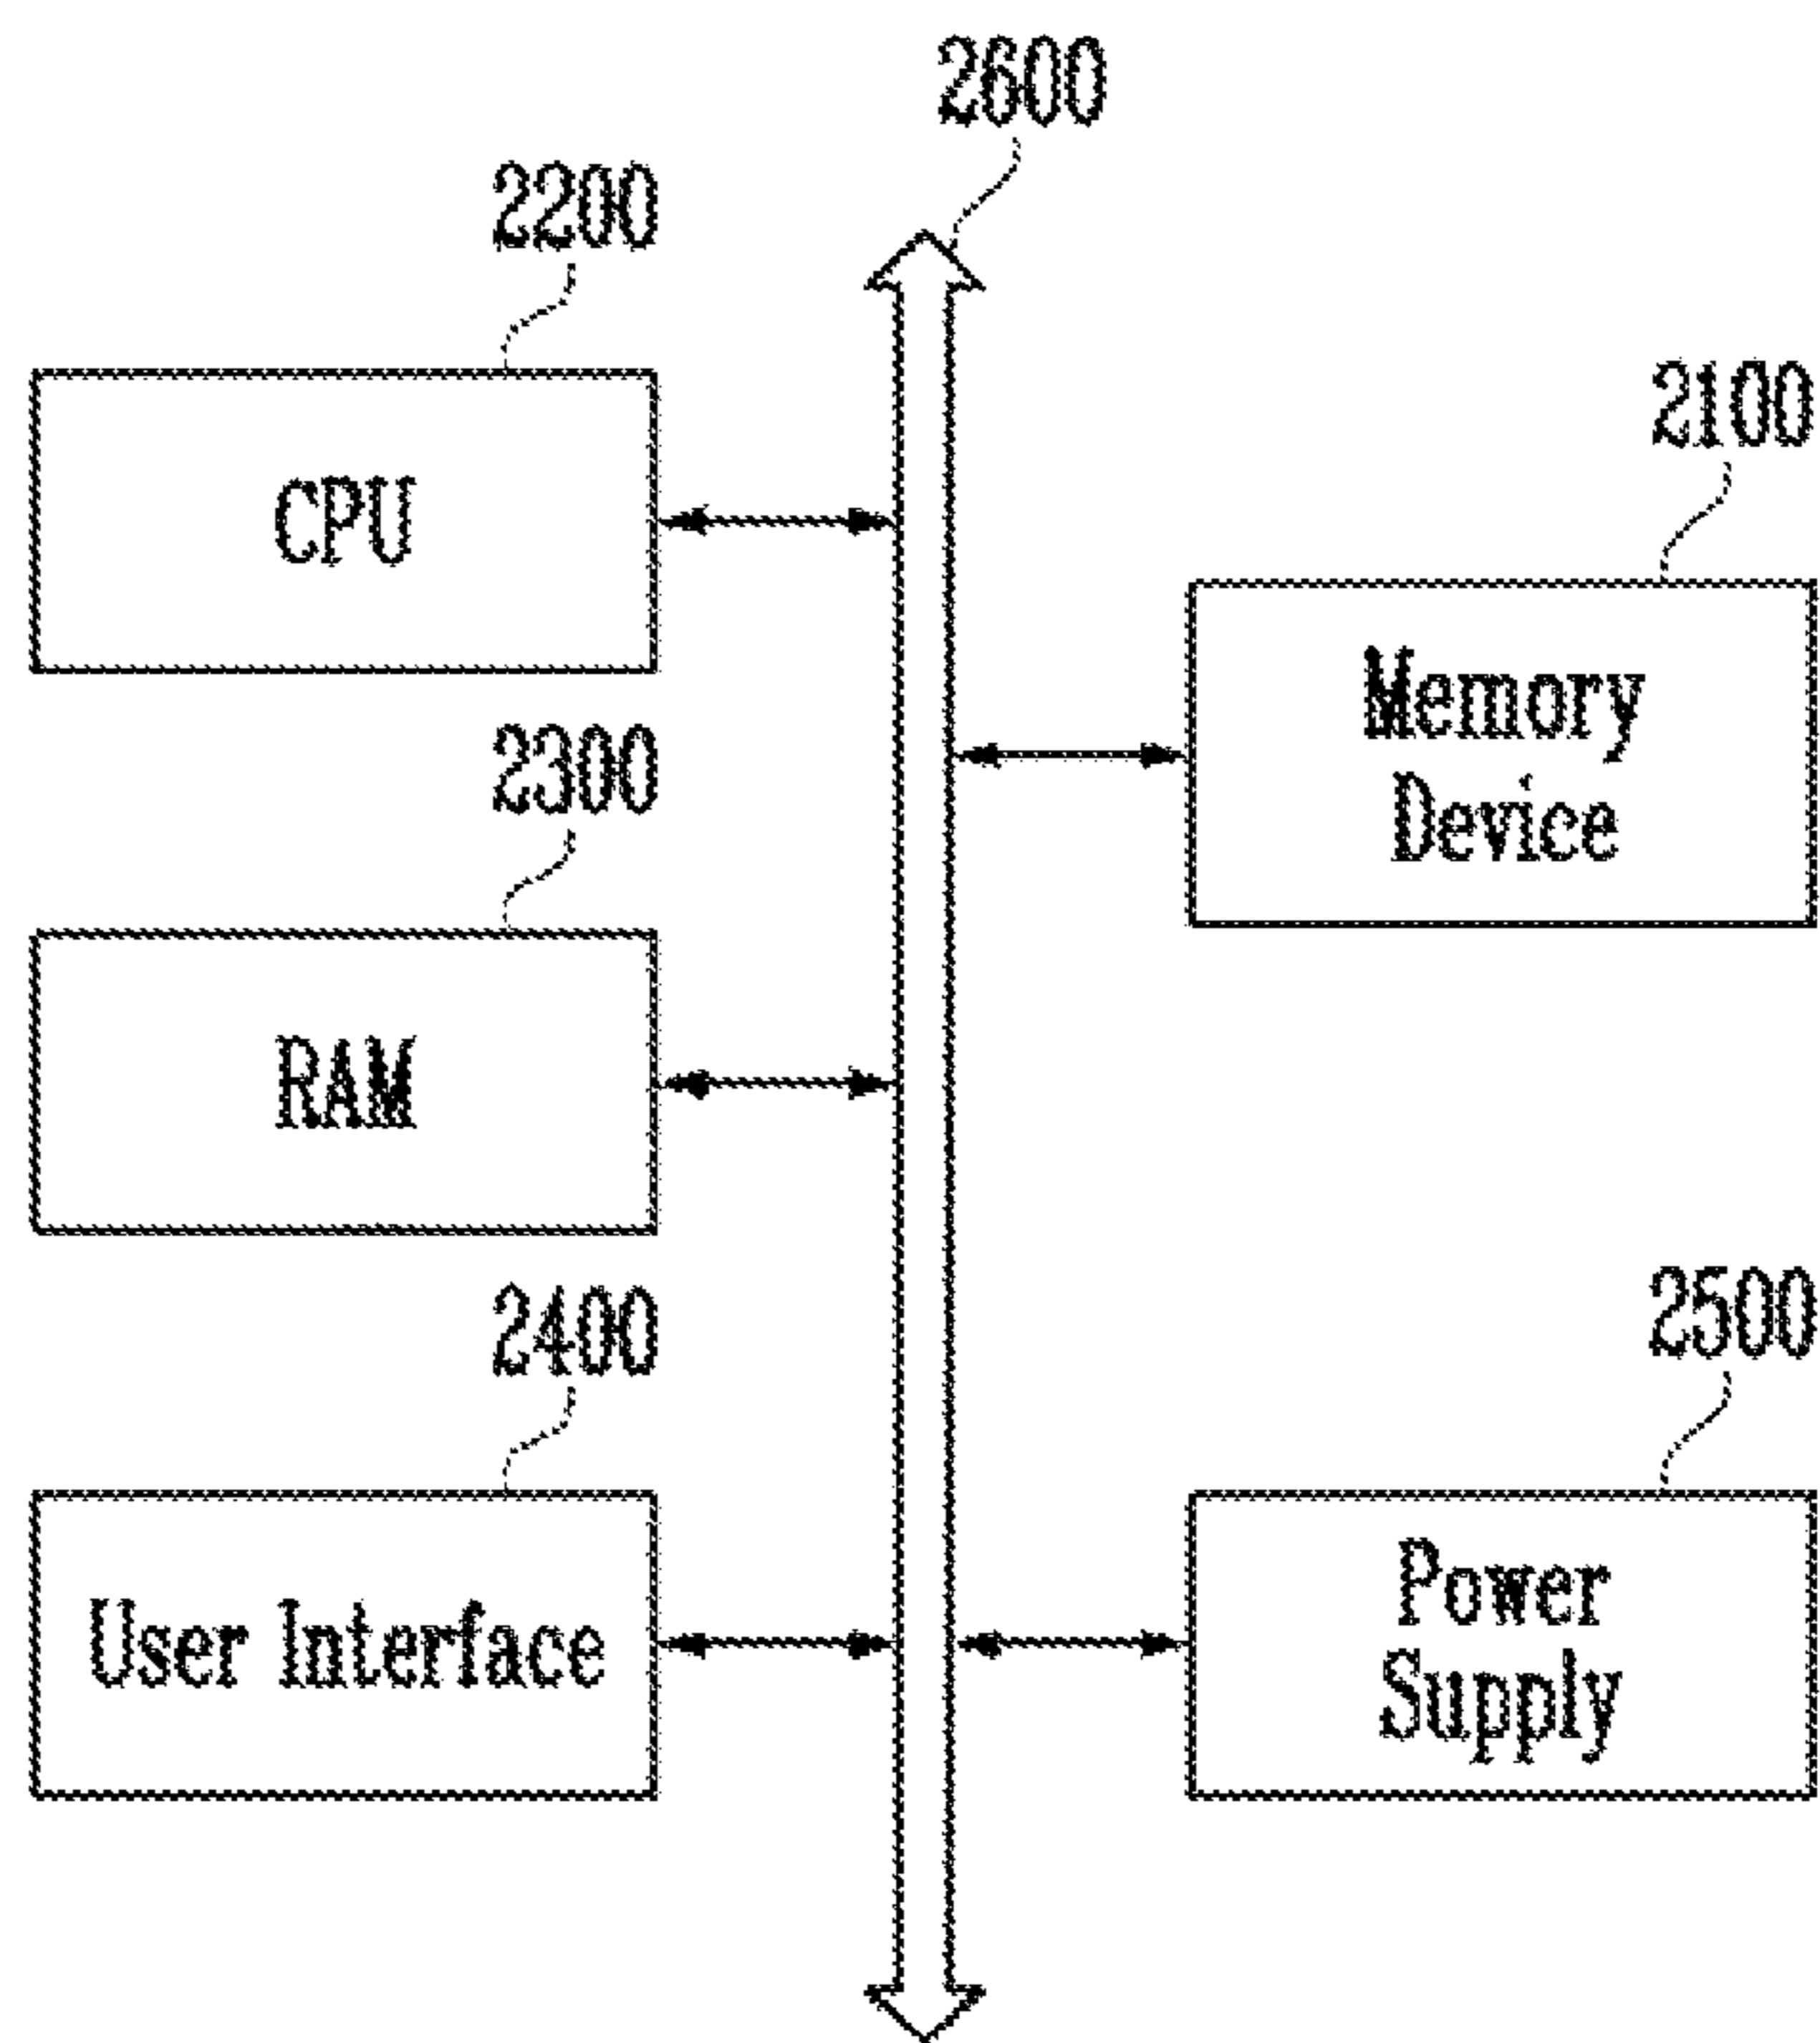 2600
2200
CPU
2100
Memory
Device
2300
RAM
2400
User Interface
2500
Power
Supply